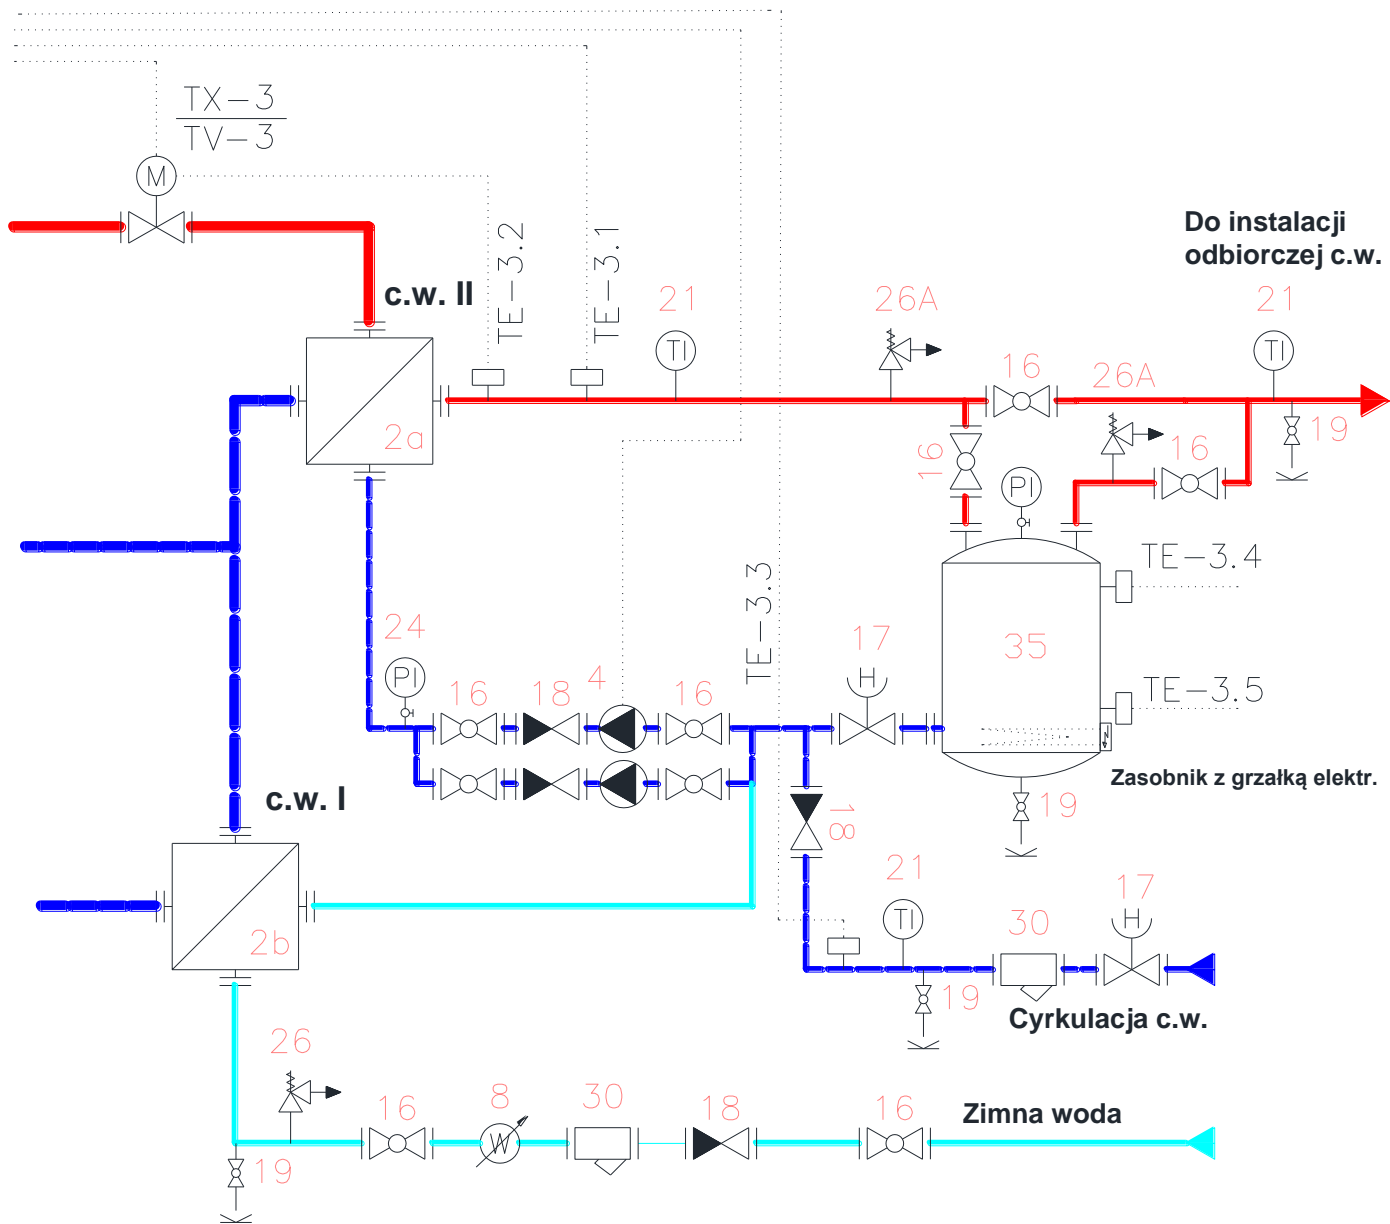 TX-3
TV-3
M
Do instalacji
odbiorczej c.w.
TE-3.2
TE-3.1
c.w. II
21
26A
21
TI
TI
16
26A
2a
16
16
19
PI
TE-3.4
TE-3.3
24
17
35
PI
H
16
18
4
16
TE-3.5
Zasobnik z grzałką elektr.
c.w. I
19
18
21
17
TI
30
H
2b
19
Cyrkulacja c.w.
26
16
8
30
18
16
Zimna woda
W
19